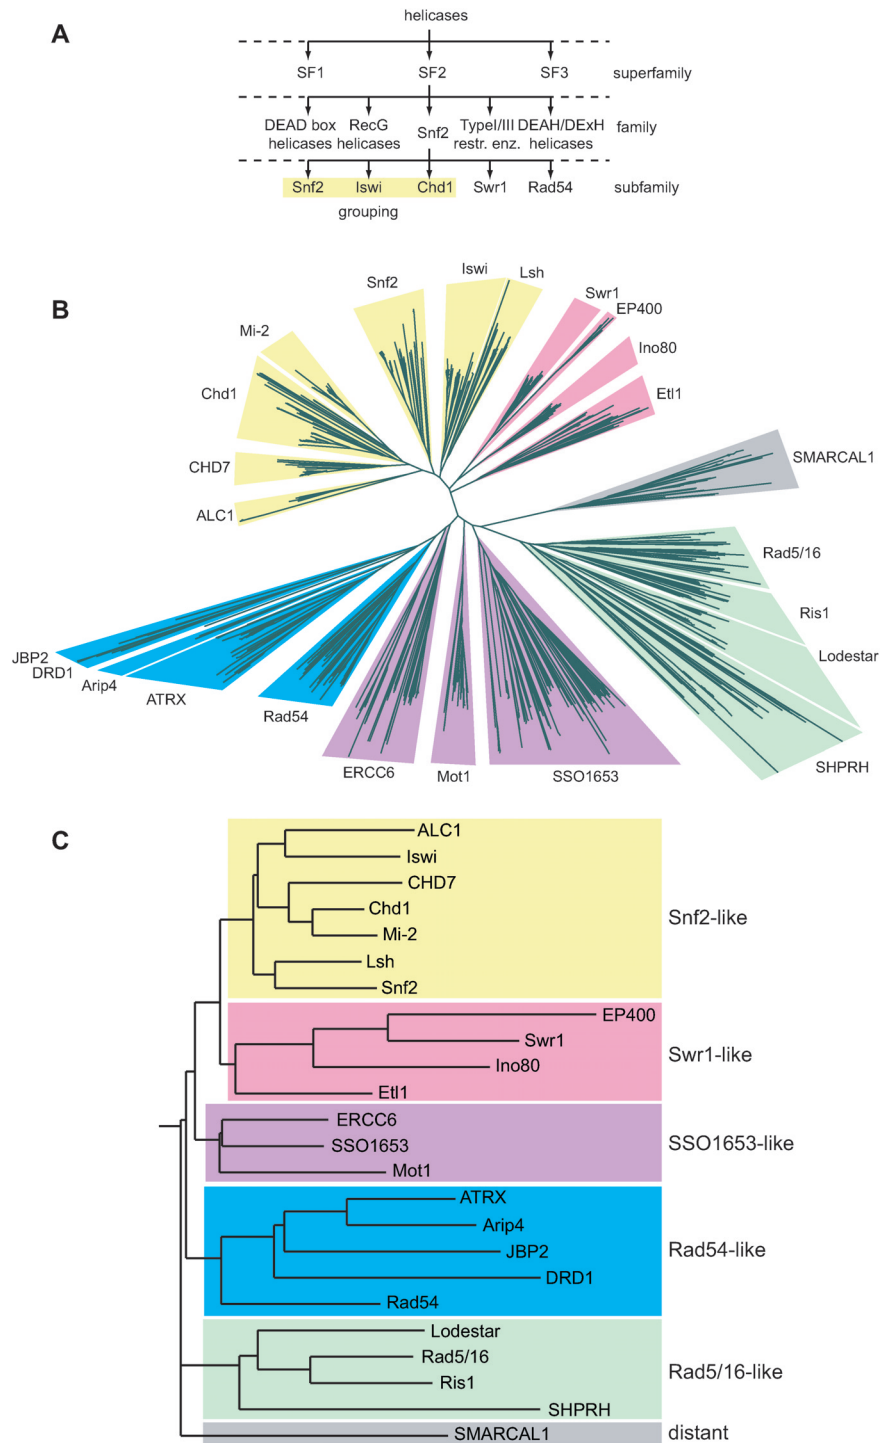 A
helicases
SF1 SF2 SF3 superfamily
DEAD box RecG Snf2 TypeI/III DEAH/DExH family
helicases helicases restr. enz. helicases
Snf2 Iswi Chd1 Swr1 Rad54 subfamily
grouping
B
Snf2
Iswi
Lsh
Swr1
EP400
Mi-2
Ino80
Chd1
Etl1
CHD7
SMARCAL1
ALC1
Rad5/16
Ris1
JBP2
DRD1
Arip4
ATRX
Lodestar
Rad54
ERCC6
Mot1
SSO1653
SHPRH
C
ALC1
Iswi
CHD7
Chd1
Snf2-like
Mi-2
Lsh
Snf2
EP400
Swr1
Swr1-like
Ino80
Etl1
ERCC6
SSO1653
SSO1653-like
Mot1
ATRX
Arip4
JBP2
Rad54-like
DRD1
Rad54
Lodestar
Rad5/16
Rad5/16-like
Ris1
SHPRH
SMARCAL1
distant